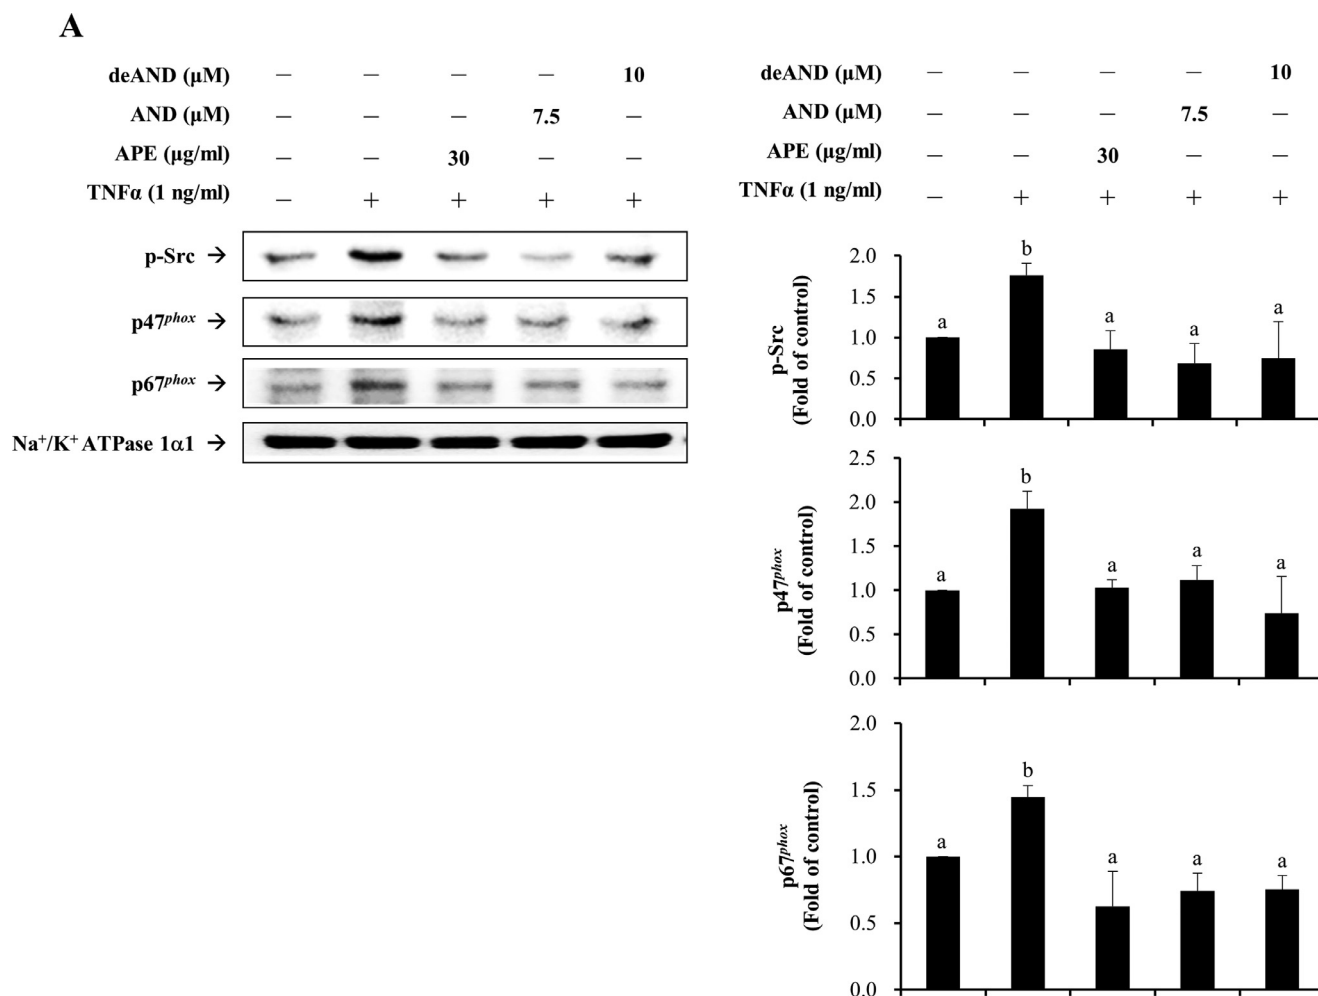 A
deAND (μM) – – – – 10
AND (μM) – – – 7.5 –
APE (μg/ml) – – 30 – –
TNFα (1 ng/ml) – + + + +
p-Src →
p47phox →
p67phox →
Na+/K+ ATPase 1α1 →
deAND (μM) – – – – 10
AND (μM) – – – 7.5 –
APE (μg/ml) – – 30 – –
TNFα (1 ng/ml) – + + + +
p-Src
(Fold of control)
2.0
1.5
1.0
0.5
0.0
a b a a a
p47phox
(Fold of control)
2.5
2.0
1.5
1.0
0.5
0.0
a b a a a
p67phox
(Fold of control)
2.0
1.5
1.0
0.5
0.0
a b a a a